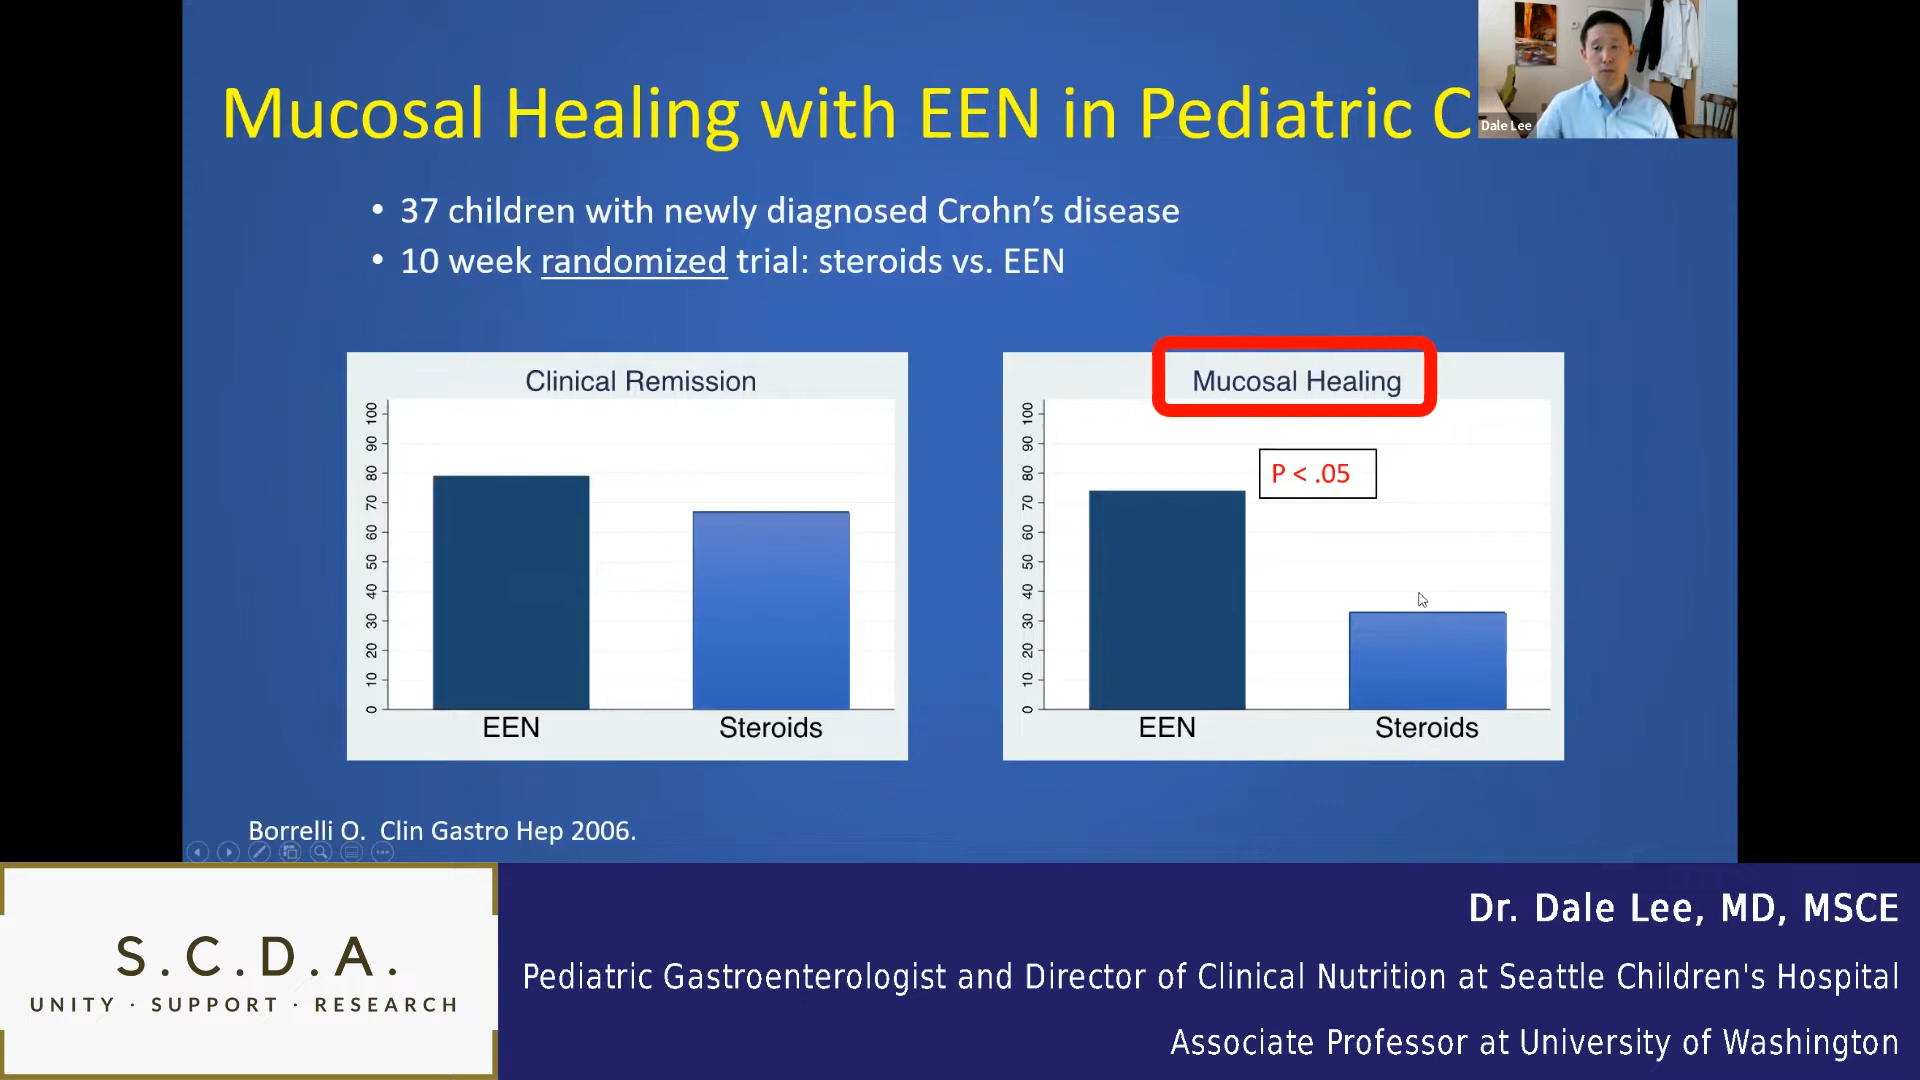 Mucosal Healing with EEN in Pediatric C
Dale Lee
• 37 children with newly diagnosed Crohn’s disease
• 10 week randomized trial: steroids vs. EEN
Clinical Remission
100
90
80
70
60
50
40
30
20
10
0
EEN Steroids
Mucosal Healing
P < .05
100
90
80
70
60
50
40
30
20
10
0
EEN Steroids
Borrelli O. Clin Gastro Hep 2006.
S.C.D.A.
UNITY · SUPPORT · RESEARCH
Dr. Dale Lee, MD, MSCE
Pediatric Gastroenterologist and Director of Clinical Nutrition at Seattle Children's Hospital
Associate Professor at University of Washington